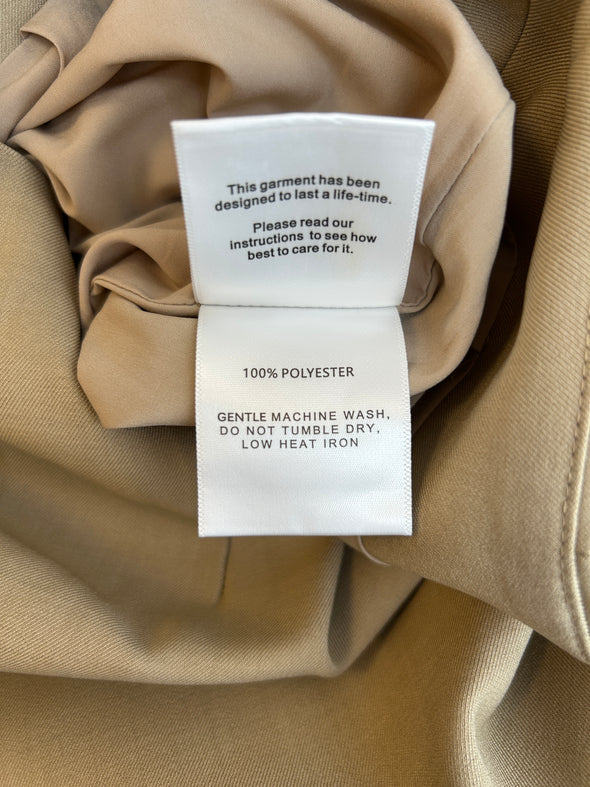 This garment has been
designed to last a life-time.
Please read our
instructions to see how
best to care for it.
100% POLYESTER
GENTLE MACHINE WASH,
DO NOT TUMBLE DRY,
LOW HEAT IRON